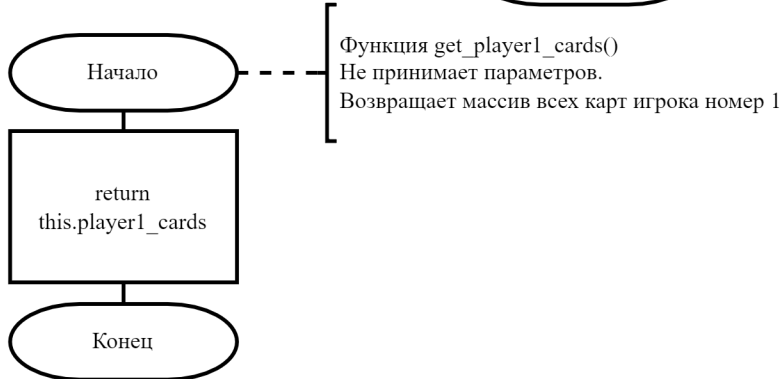 Начало
Функция get_player1_cards()
Не принимает параметров.
Возвращает массив всех карт игрока номер 1
return
this.player1_cards
Конец